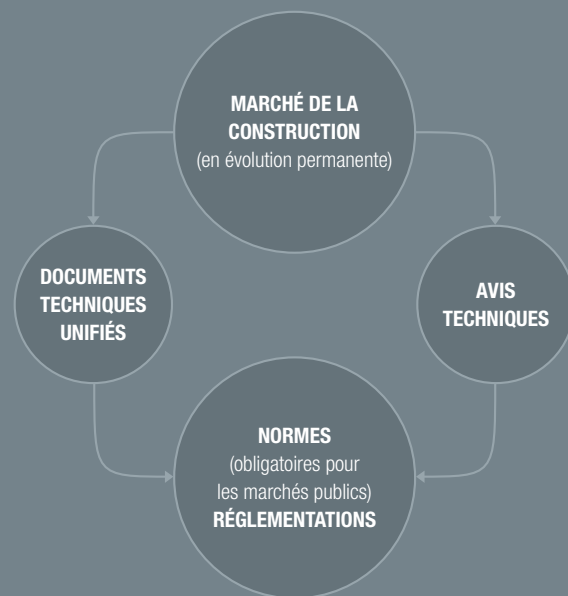 MARCHÉ DE LA
CONSTRUCTION
(en évolution permanente)
DOCUMENTS
TECHNIQUES
UNIFIÉS
AVIS
TECHNIQUES
NORMES
(obligatoires pour
les marchés publics)
RÉGLEMENTATIONS